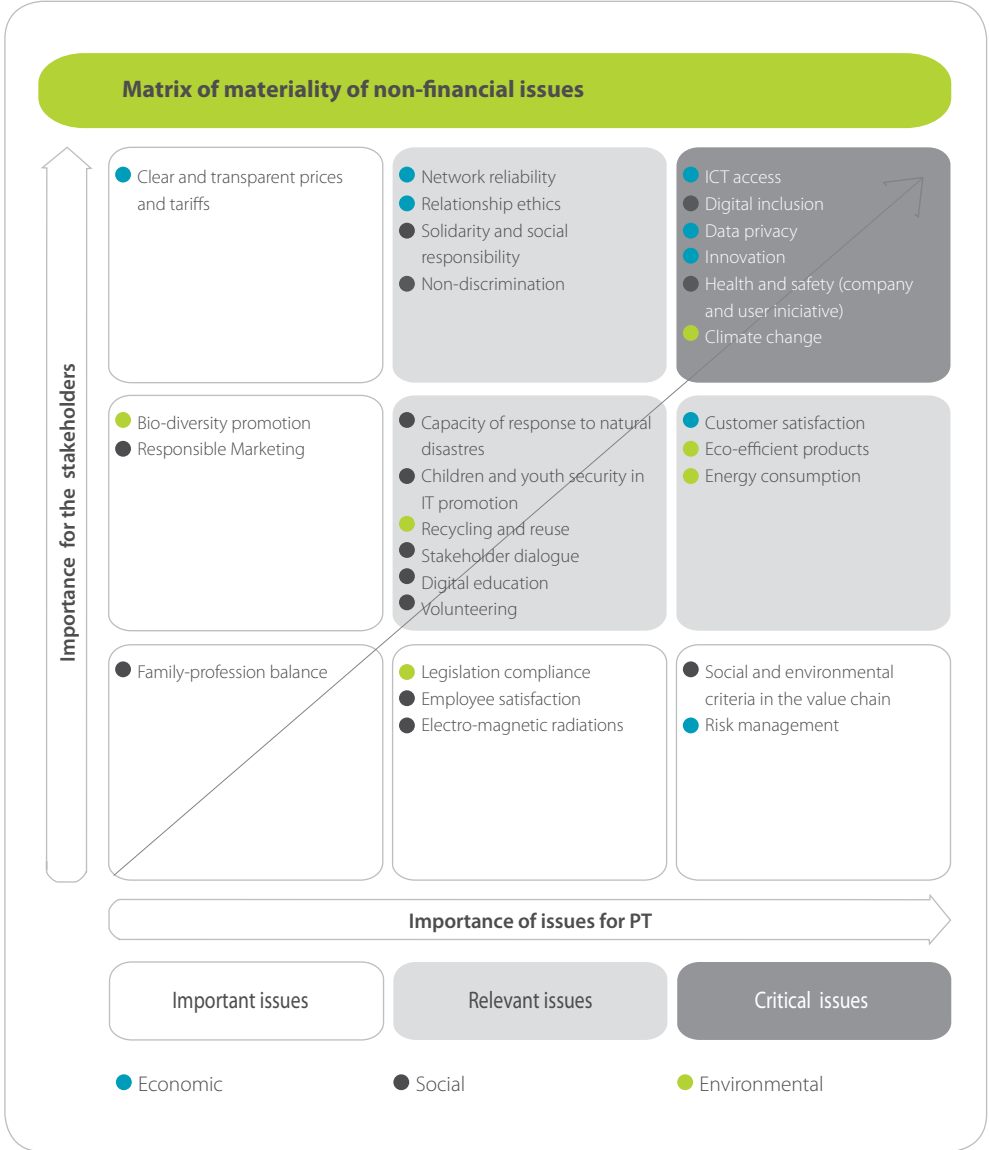 Matrix of materiality of non-financial issues
Importance for the stakeholders
Clear and transparent prices
and tariffs
Network reliability
Relationship ethics
Solidarity and social
responsibility
Non-discrimination
ICT access
Digital inclusion
Data privacy
Innovation
Health and safety (company
and user iniciative)
Climate change
Bio-diversity promotion
Responsible Marketing
Capacity of response to natural
disastres
Children and youth security in
IT promotion
Recycling and reuse
Stakeholder dialogue
Digital education
Volunteering
Customer satisfaction
Eco-efficient products
Energy consumption
Family-profession balance
Legislation compliance
Employee satisfaction
Electro-magnetic radiations
Social and environmental
criteria in the value chain
Risk management
Importance of issues for PT
Important issues
Relevant issues
Critical issues
Economic
Social
Environmental